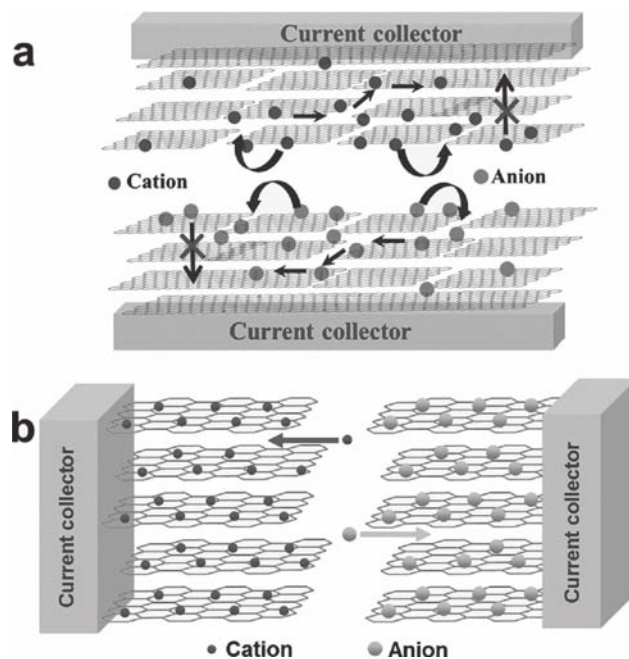 Current collector
a
Cation
Anion
Current collector
b
Current collector
Current collector
Cation
Anion